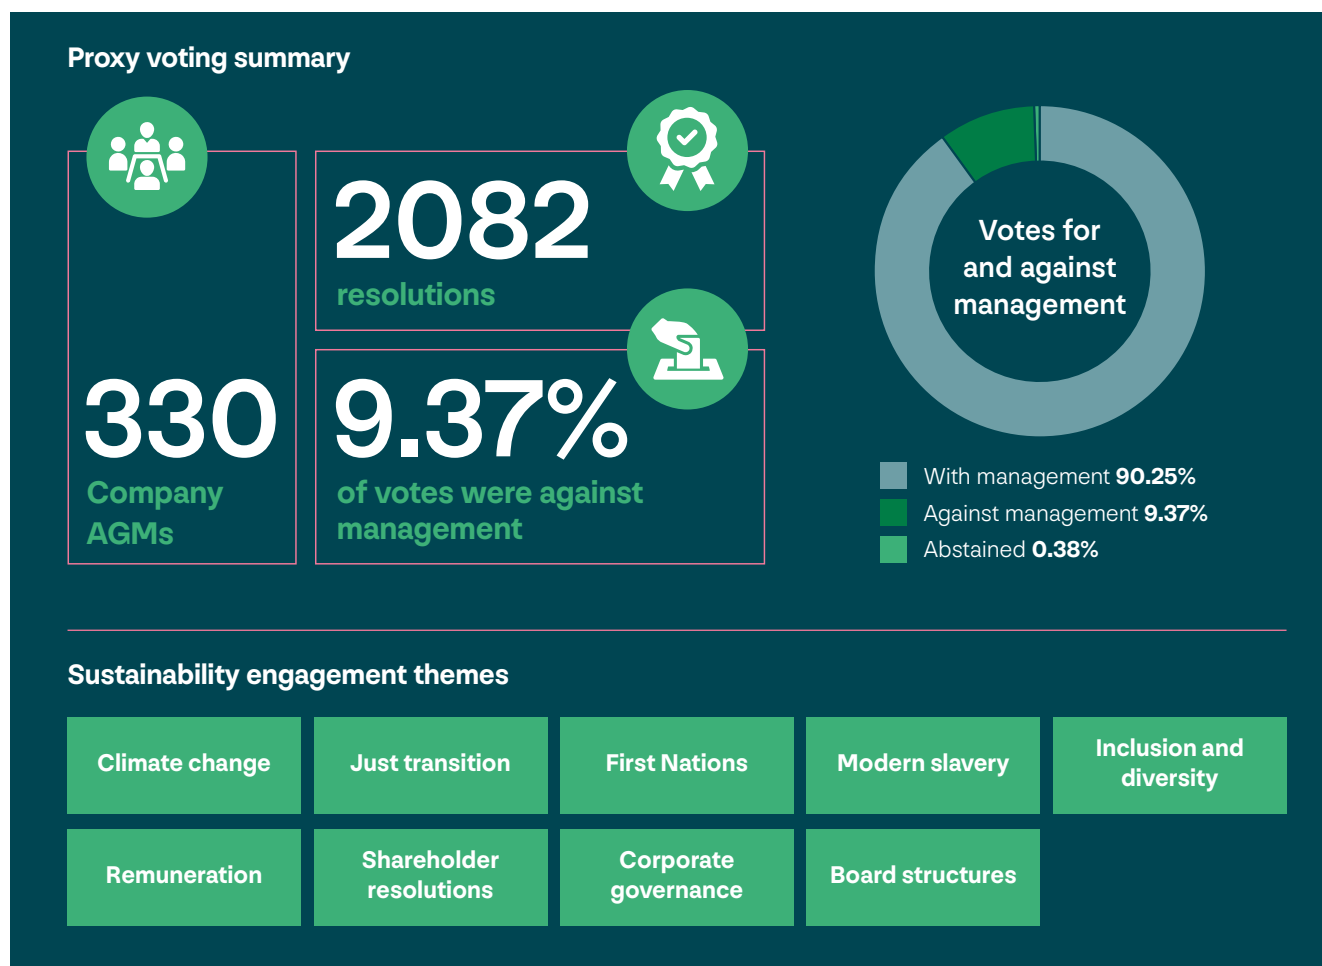 Proxy voting summary
330
Company
AGMs
2082
resolutions
9.37%
of votes were against
management
Votes for
and against
management
With management 90.25%
Against management 9.37%
Abstained 0.38%
Sustainability engagement themes
Climate change
Just transition
First Nations
Modern slavery
Inclusion and
diversity
Remuneration
Shareholder
resolutions
Corporate
governance
Board structures